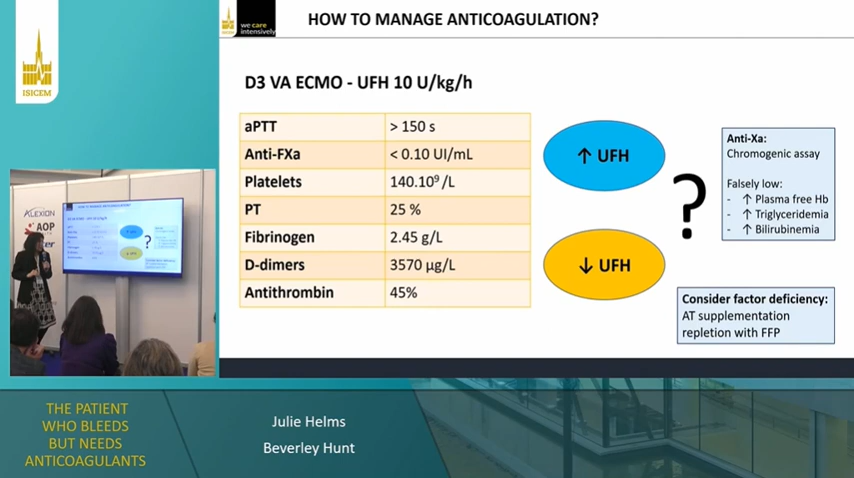 ISICEM
we care
intensively
HOW TO MANAGE ANTICOAGULATION?
D3 VA ECMO - UFH 10 U/kg/h
aPTT > 150 s
Anti-FXa < 0.10 UI/mL
Platelets 140.10⁹ /L
PT 25 %
Fibrinogen 2.45 g/L
D-dimers 3570 µg/L
Antithrombin 45%
↑ UFH
?
↓ UFH
Anti-Xa:
Chromogenic assay
Falsely low:
- ↑ Plasma free Hb
- ↑ Triglyceridemia
- ↑ Bilirubinemia
Consider factor deficiency:
AT supplementation
repletion with FFP
ALEXION
AOP
THE PATIENT
WHO BLEEDS
BUT NEEDS
ANTICOAGULANTS
Julie Helms
Beverley Hunt